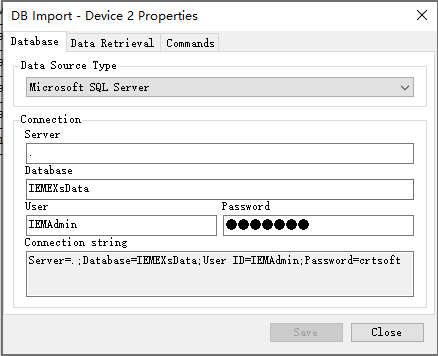 DB Import - Device 2 Properties
Database Data Retrieval Commands
Data Source Type
Microsoft SQL Server
Connection
Server
.
Database
IEMEXsData
User Password
IEMAdmin ●●●●●●●
Connection string
Server=.;Database=IEMEXsData;User ID=IEMAdmin;Password=crtsoft
Save Close